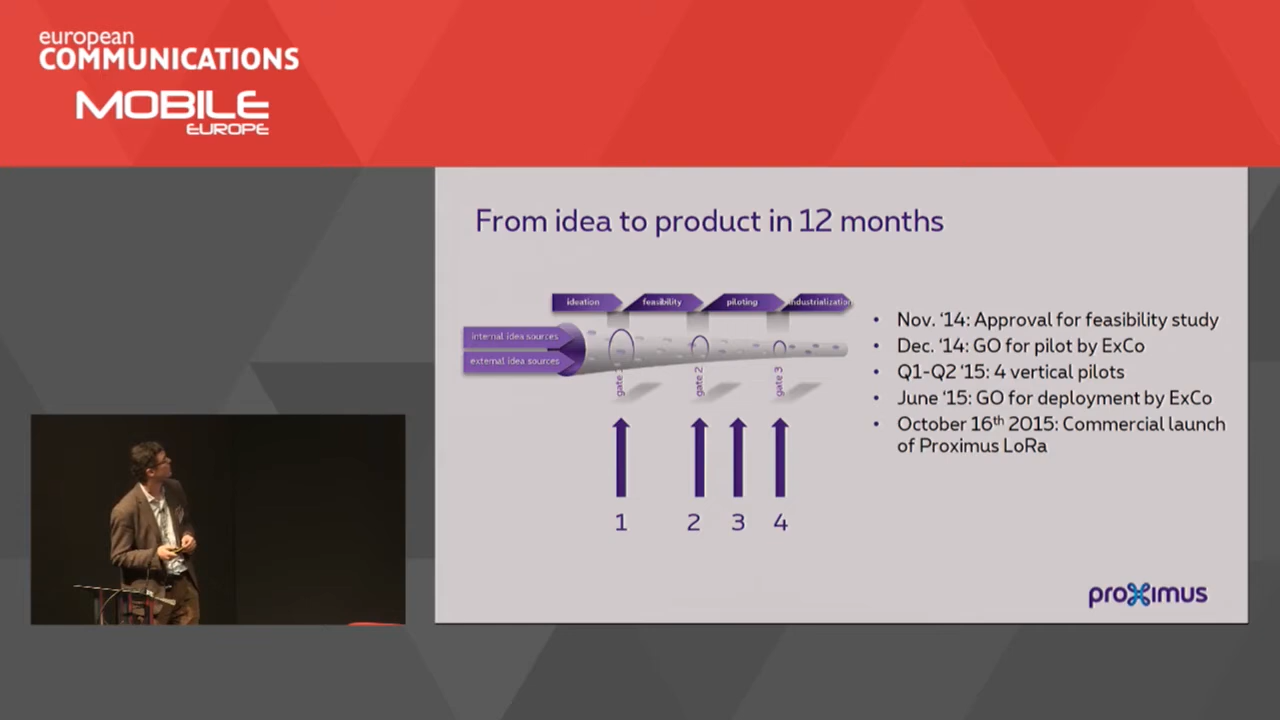 european
COMMUNICATIONS
MOBILE
EUROPE
From idea to product in 12 months
ideation
feasibility
piloting
industrialization
internal idea sources
external idea sources
gate
gate 2
gate 3
1
2
3
4
• Nov. ‘14: Approval for feasibility study
• Dec. ‘14: GO for pilot by ExCo
• Q1-Q2 ‘15: 4 vertical pilots
• June ‘15: GO for deployment by ExCo
• October 16th 2015: Commercial launch
of Proximus LoRa
proximus